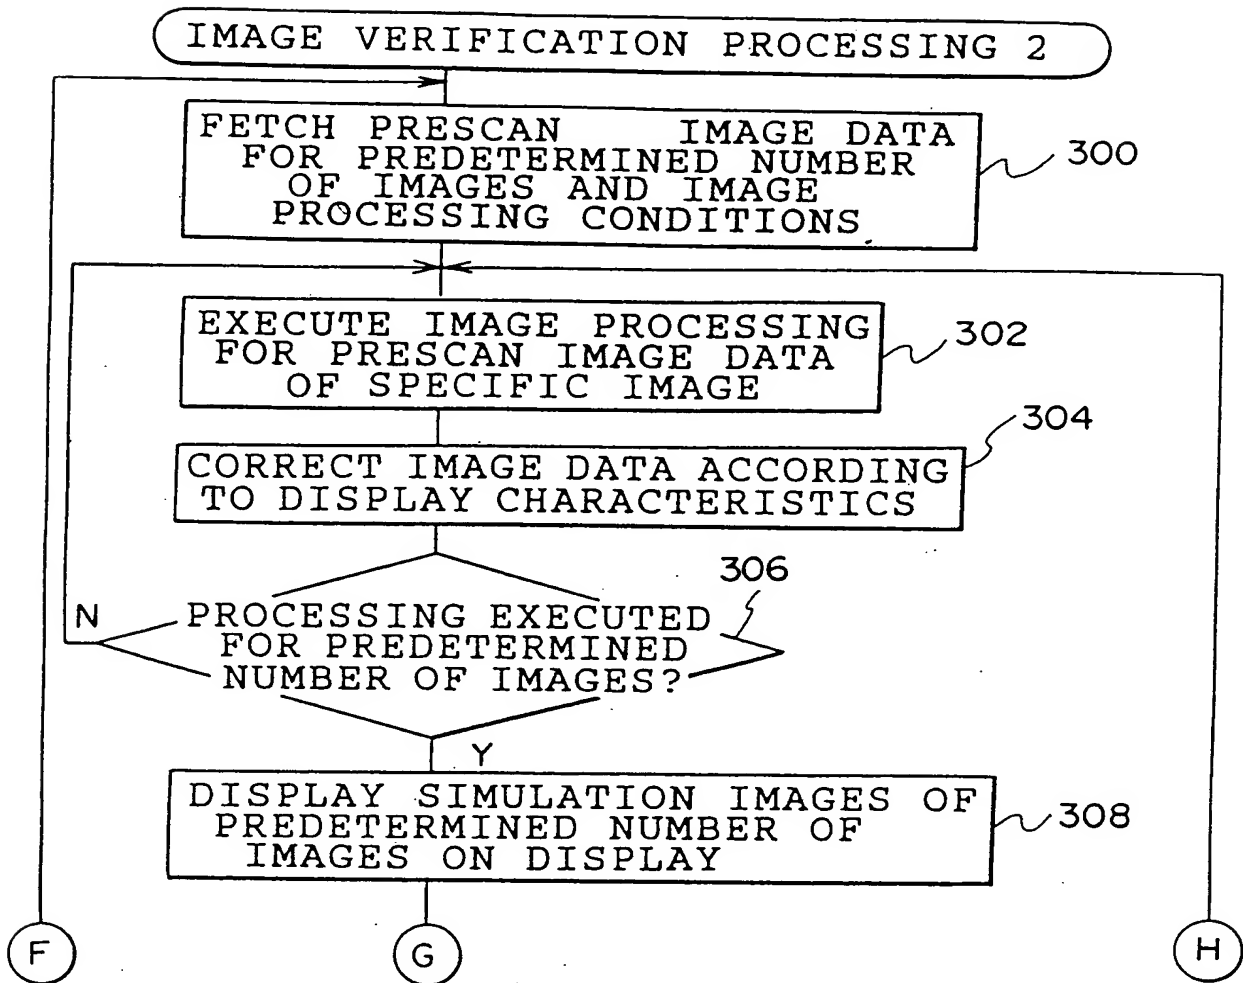 IMAGE VERIFICATION PROCESSING 2
FETCH PRESCAN IMAGE DATA
FOR PREDETERMINED NUMBER
OF IMAGES AND IMAGE
PROCESSING CONDITIONS
300
EXECUTE IMAGE PROCESSING
FOR PRESCAN IMAGE DATA
OF SPECIFIC IMAGE
302
CORRECT IMAGE DATA ACCORDING
TO DISPLAY CHARACTERISTICS
304
306
N
PROCESSING EXECUTED
FOR PREDETERMINED
NUMBER OF IMAGES?
Y
DISPLAY SIMULATION IMAGES OF
PREDETERMINED NUMBER OF
IMAGES ON DISPLAY
308
F
G
H